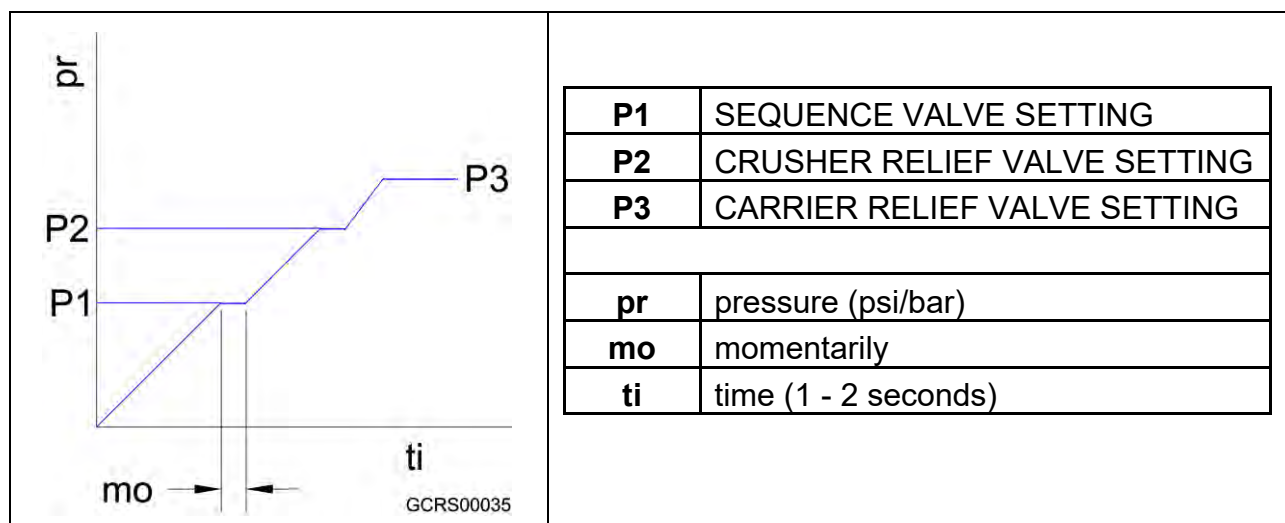 pr
P3
P2
P1
ti
mo
GCRS00035
P1 SEQUENCE VALVE SETTING
P2 CRUSHER RELIEF VALVE SETTING
P3 CARRIER RELIEF VALVE SETTING
pr pressure (psi/bar)
mo momentarily
ti time (1 - 2 seconds)